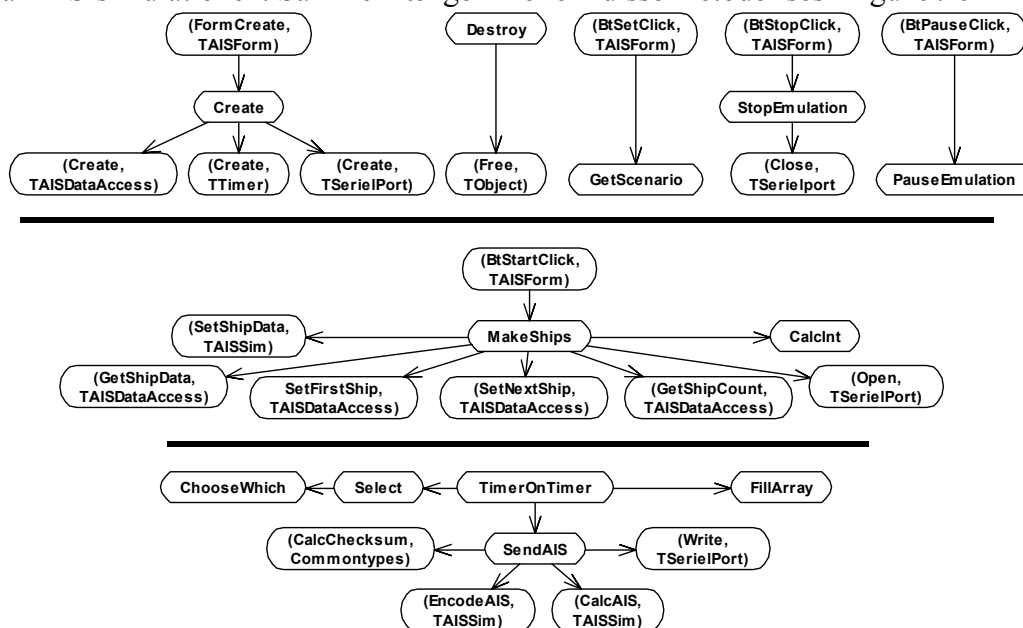 (FormCreate,
TAISForm)
Destroy
(BtSetClick,
TAISForm)
(BtStopClick,
TAISForm)
(BtPauseClick,
TAISForm)
Create
StopEmulation
(Create,
TAISDataAccess)
(Create,
TTimer)
(Create,
TSerielPort)
(Free,
TObject)
GetScenario
(Close,
TSerielport
PauseEmulation
(BtStartClick,
TAISForm)
(SetShipData,
TAISSim)
MakeShips
CalcInt
(GetShipData,
TAISDataAccess)
SetFirstShip,
TAISDataAccess)
(SetNextShip,
TAISDataAccess)
(GetShipCount,
TAISDataAccess)
(Open,
TSerielPort)
ChooseWhich
Select
TimerOnTimer
FillArray
(CalcChecksum,
Commontypes)
SendAIS
(Write,
TSerielPort)
(EncodeAIS,
TAISSim)
(CalcAIS,
TAISSim)